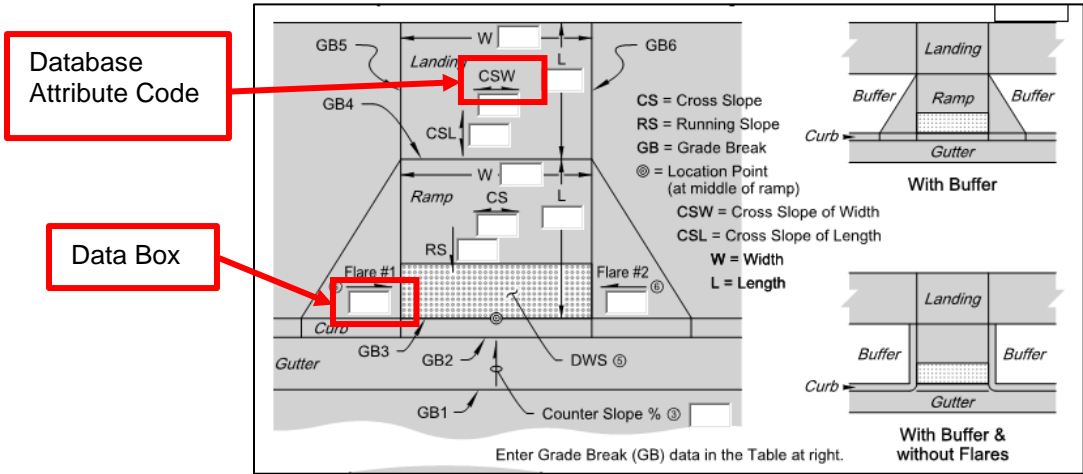 Database
Attribute Code
Data Box
GB5
W
GB6
Landing
L
CSW
GB4
CSL
W
Ramp
CS
L
RS
Flare #1
⑥
Flare #2
⑥
Curb
GB3
GB2
DWS ⑤
Gutter
GB1
Counter Slope % ③
CS = Cross Slope
RS = Running Slope
GB = Grade Break
◎ = Location Point
(at middle of ramp)
CSW = Cross Slope of Width
CSL = Cross Slope of Length
W = Width
L = Length
Enter Grade Break (GB) data in the Table at right.
Landing
Buffer
Ramp
Buffer
Curb
Gutter
With Buffer
Landing
Buffer
Buffer
Curb
Gutter
With Buffer &
without Flares